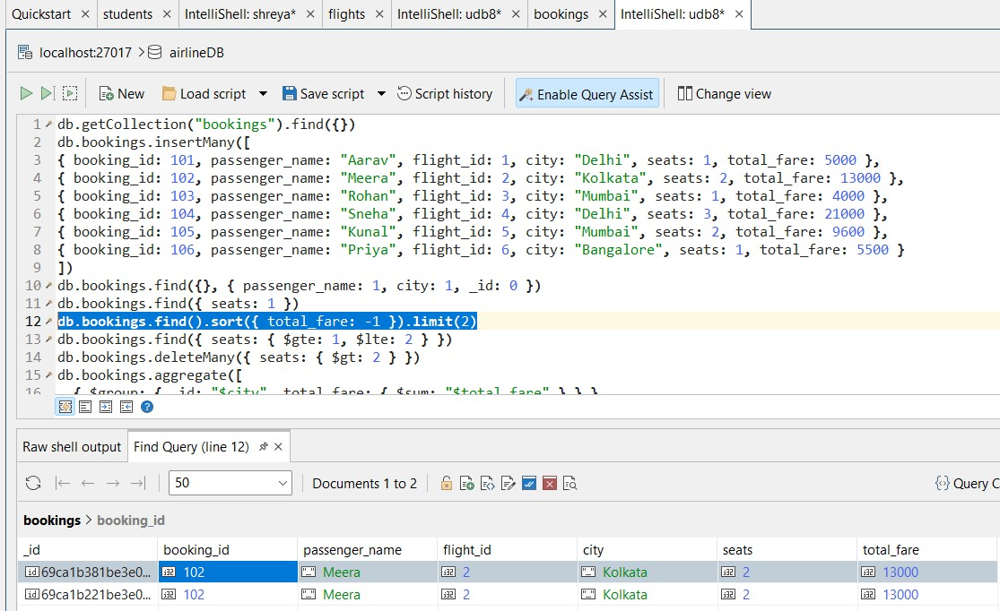 Quickstart × students × IntelliShell: shreya* × flights × IntelliShell: udb8* × bookings × IntelliShell: udb8* ×
localhost:27017 > airlineDB
New Load script Save script Script history Enable Query Assist Change view
1 db.getCollection("bookings").find({})
2 db.bookings.insertMany([
3 { booking_id: 101, passenger_name: "Aarav", flight_id: 1, city: "Delhi", seats: 1, total_fare: 5000 },
4 { booking_id: 102, passenger_name: "Meera", flight_id: 2, city: "Kolkata", seats: 2, total_fare: 13000 },
5 { booking_id: 103, passenger_name: "Rohan", flight_id: 3, city: "Mumbai", seats: 1, total_fare: 4000 },
6 { booking_id: 104, passenger_name: "Sneha", flight_id: 4, city: "Delhi", seats: 3, total_fare: 21000 },
7 { booking_id: 105, passenger_name: "Kunal", flight_id: 5, city: "Mumbai", seats: 2, total_fare: 9600 },
8 { booking_id: 106, passenger_name: "Priya", flight_id: 6, city: "Bangalore", seats: 1, total_fare: 5500 }
9 ])
10 db.bookings.find({}, { passenger_name: 1, city: 1, _id: 0 })
11 db.bookings.find({ seats: 1 })
12 db.bookings.find().sort({ total_fare: -1 }).limit(2)
13 db.bookings.find({ seats: { $gte: 1, $lte: 2 } })
14 db.bookings.deleteMany({ seats: { $gt: 2 } })
15 db.bookings.aggregate([
16 { $group: { _id: "$city", total_fare: { $sum: "$total_fare" } } }
Raw shell output Find Query (line 12) ×
50 Documents 1 to 2 {} Query C
bookings > booking_id
_id booking_id passenger_name flight_id city seats total_fare
id 69ca1b381be3e0... i32 102 "_" Meera i32 2 "_" Kolkata i32 2 i32 13000
id 69ca1b221be3e0... i32 102 "_" Meera i32 2 "_" Kolkata i32 2 i32 13000